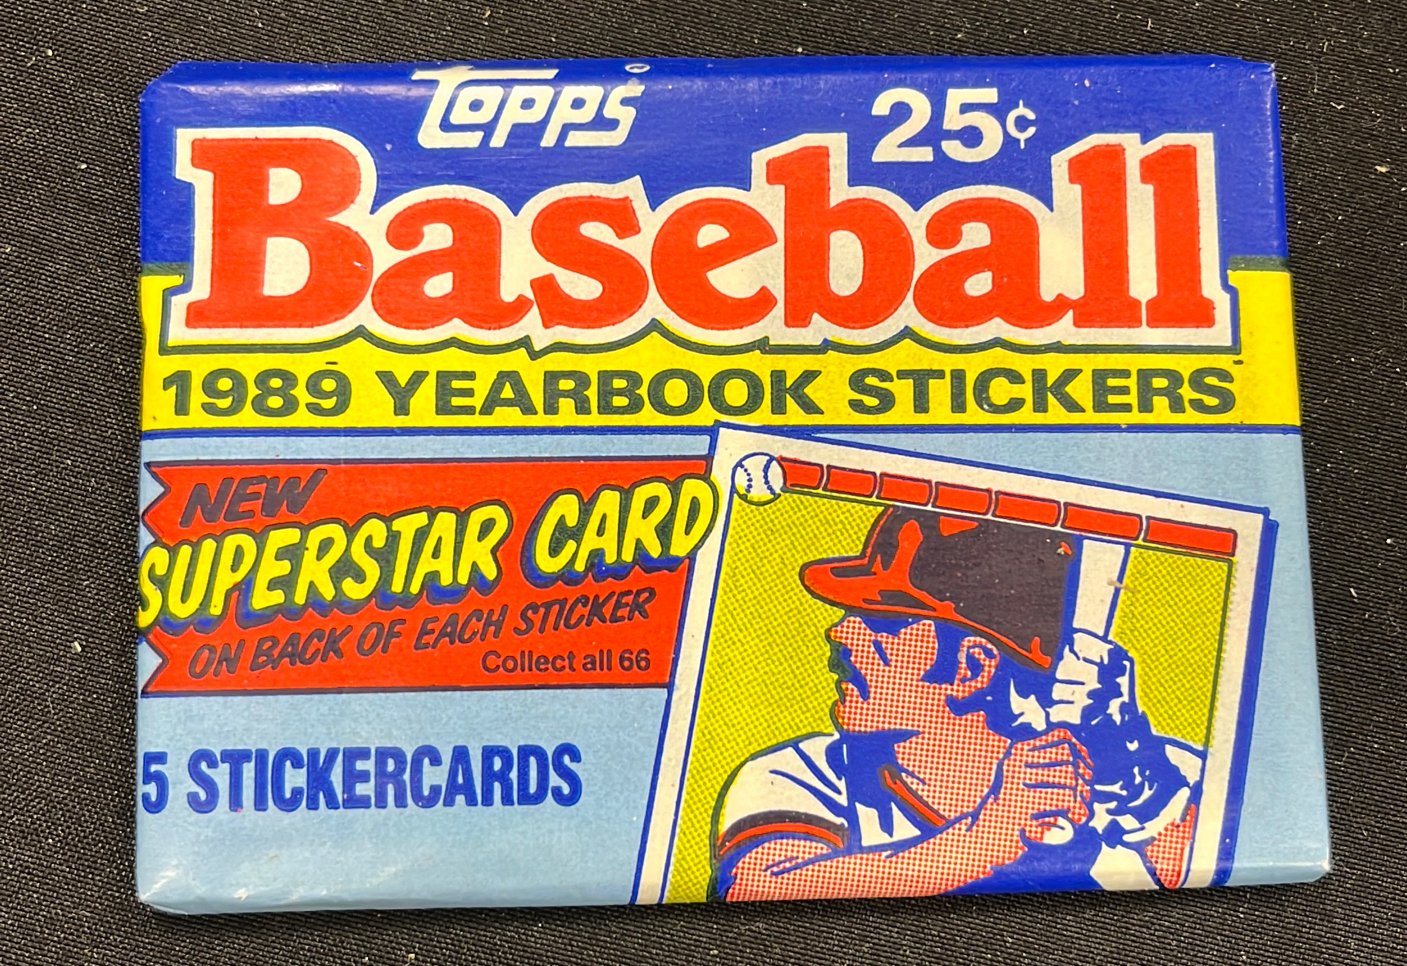 Topps
25¢
Baseball
1989 YEARBOOK STICKERS
NEW
SUPERSTAR CARD
ON BACK OF EACH STICKER
Collect all 66
5 STICKERCARDS